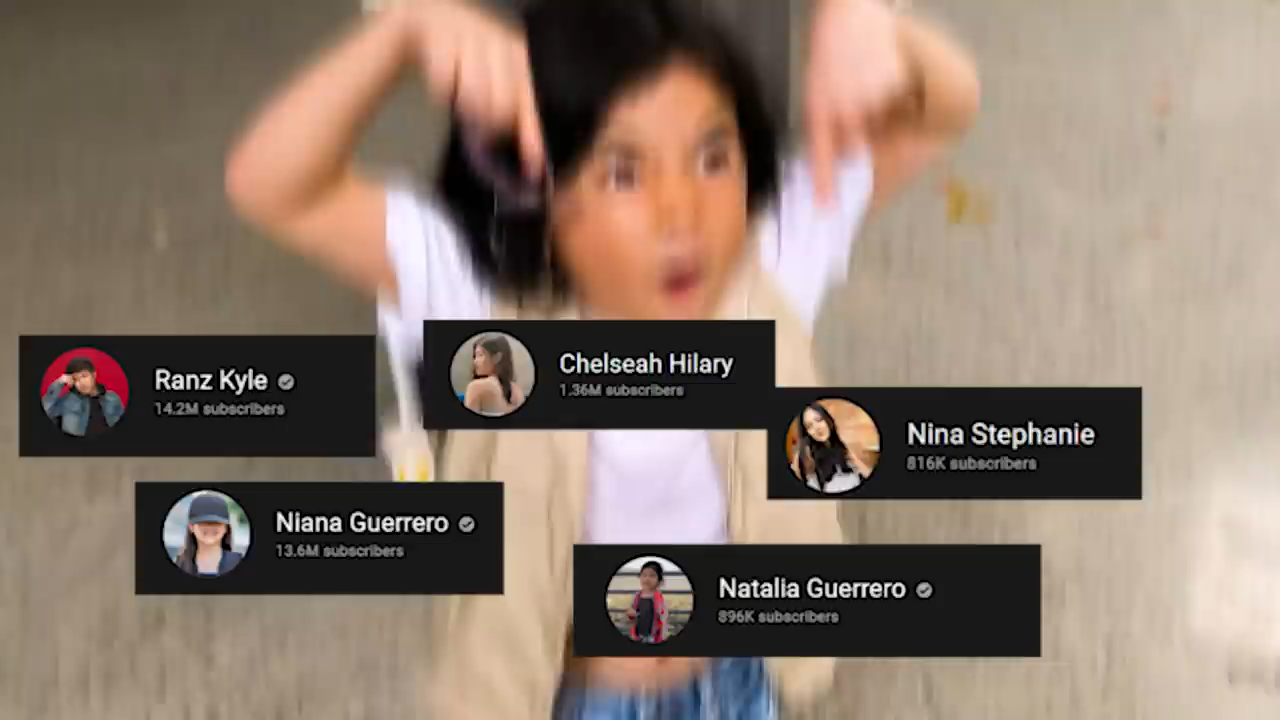 Ranz Kyle
14.2M subscribers
Chelseah Hilary
1.36M subscribers
Nina Stephanie
816K subscribers
Niana Guerrero
13.6M subscribers
Natalia Guerrero
896K subscribers